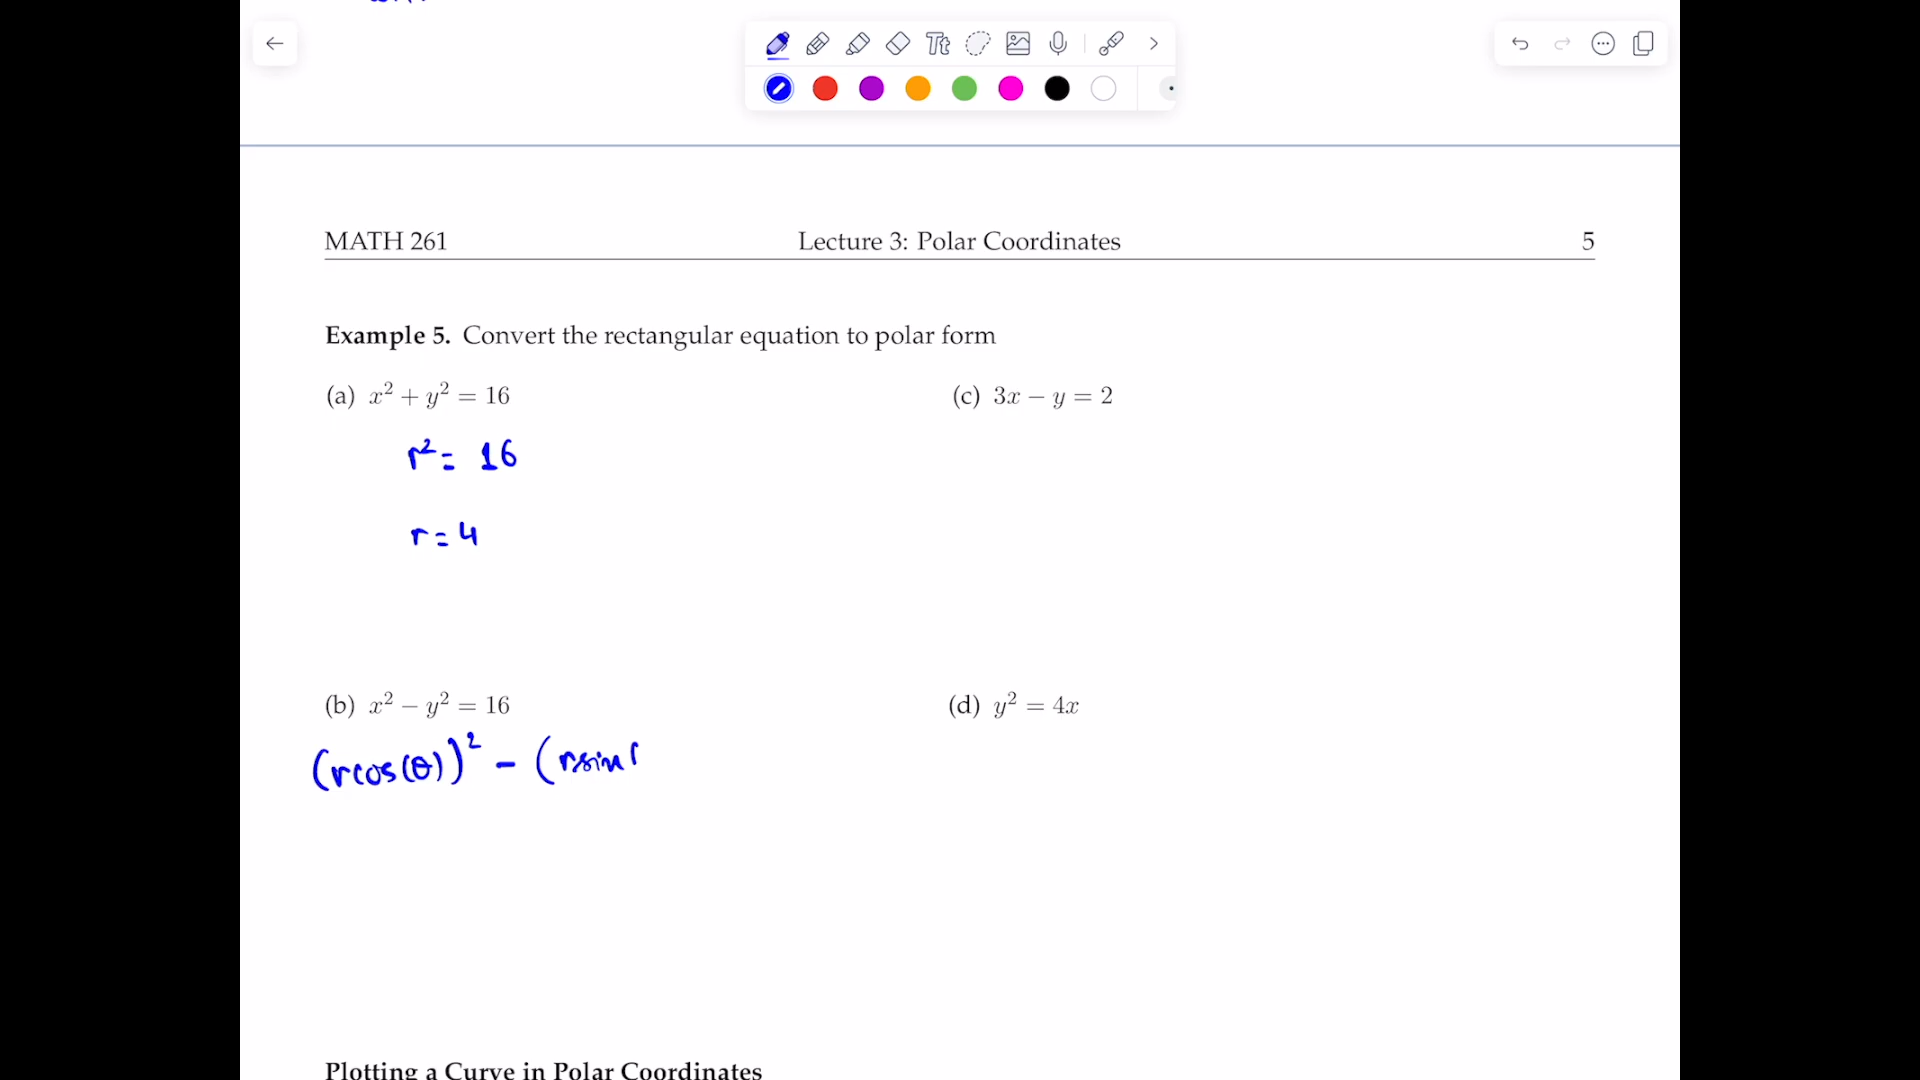 Tt
MATH 261 Lecture 3: Polar Coordinates 5
Example 5. Convert the rectangular equation to polar form
(a) x² + y² = 16
r² = 16
r = 4
(b) x² − y² = 16
(rcos(θ))² − (rsin(
(c) 3x − y = 2
(d) y² = 4x
Plotting a Curve in Polar Coordinates